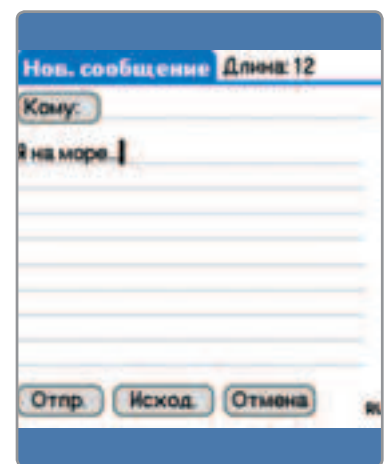 Нов. сообщение Длина: 12
Кому:
Я на море..
Отпр. Исход. Отмена